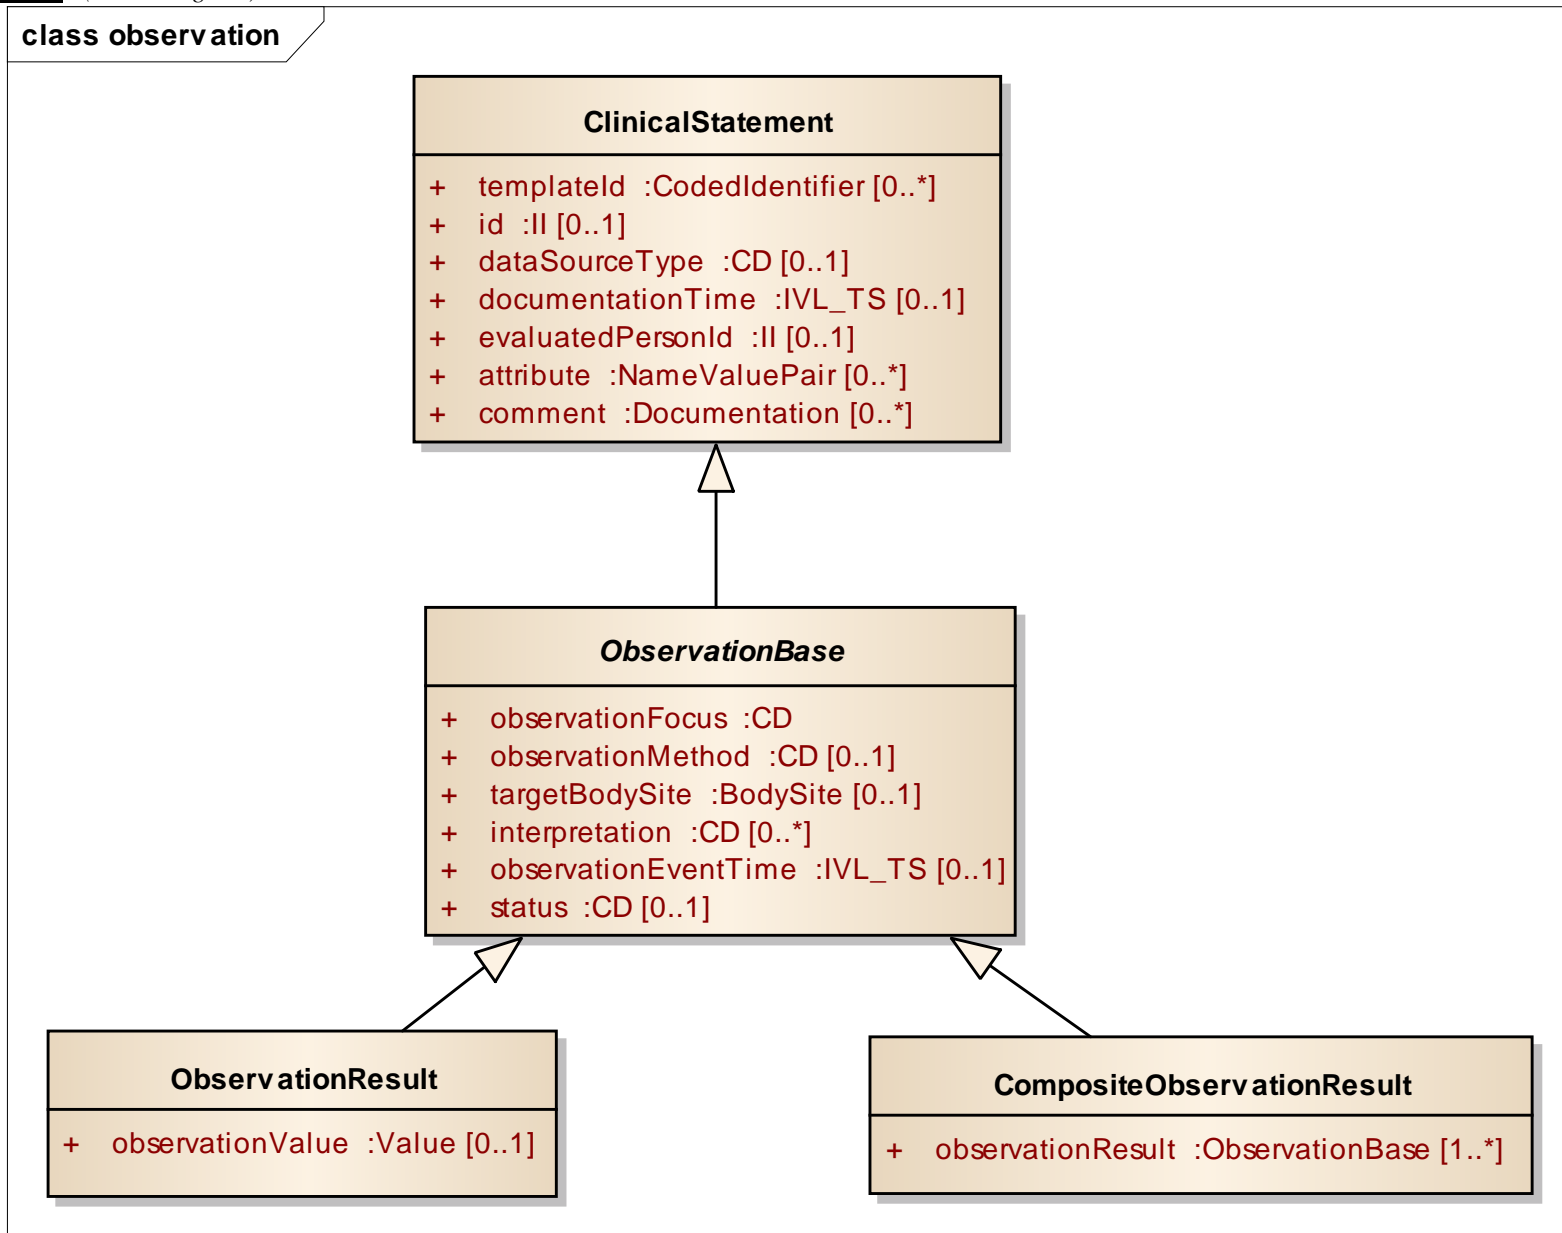 class observation
ClinicalStatement
+ templateId :CodedIdentifier [0..*]
+ id :II [0..1]
+ dataSourceType :CD [0..1]
+ documentationTime :IVL_TS [0..1]
+ evaluatedPersonId :II [0..1]
+ attribute :NameValuePair [0..*]
+ comment :Documentation [0..*]
ObservationBase
+ observationFocus :CD
+ observationMethod :CD [0..1]
+ targetBodySite :BodySite [0..1]
+ interpretation :CD [0..*]
+ observationEventTime :IVL_TS [0..1]
+ status :CD [0..1]
ObservationResult
+ observationValue :Value [0..1]
CompositeObservationResult
+ observationResult :ObservationBase [1..*]